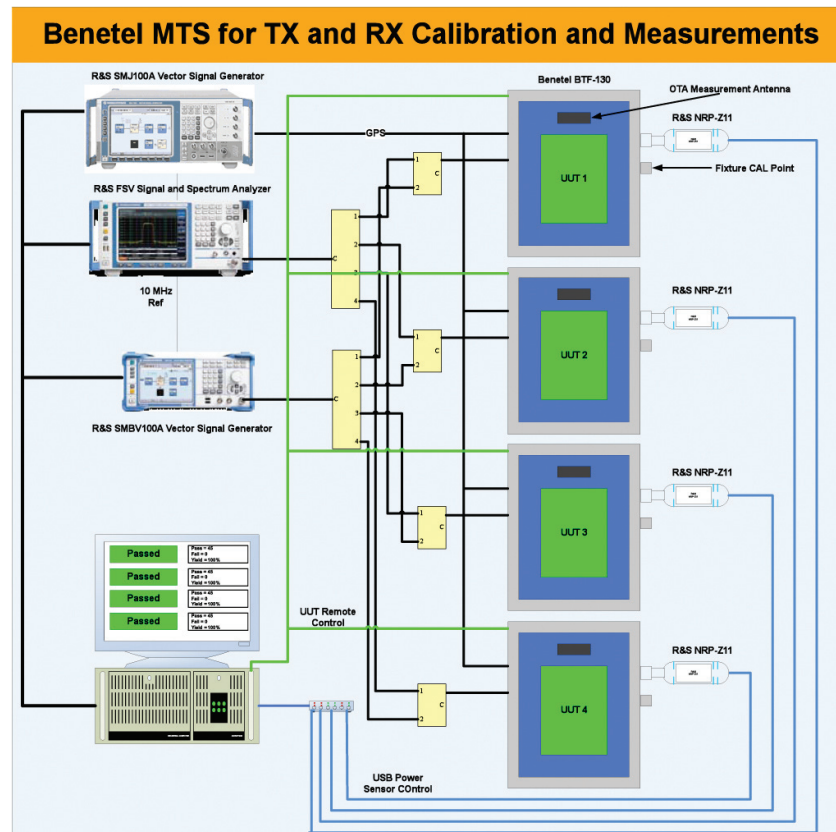 Benetel MTS for TX and RX Calibration and Measurements
R&S SMJ100A Vector Signal Generator
Benetel BTF-130
OTA Measurement Antenna
R&S NRP-Z11
GPS
Fixture CAL Point
UUT 1
R&S FSV Signal and Spectrum Analyzer
C
1
2
C
1
2
3
4
10 MHz
Ref
R&S NRP-Z11
UUT 2
1
2
C
R&S SMBV100A Vector Signal Generator
C
1
2
3
4
R&S NRP-Z11
UUT 3
1
2
C
Passed
Pass = 45
Fail = 0
Yield = 100%
Passed
Pass = 45
Fail = 0
Yield = 100%
Passed
Pass = 45
Fail = 0
Yield = 100%
Passed
Pass = 45
Fail = 0
Yield = 100%
UUT Remote
Control
R&S NRP-Z11
UUT 4
1
2
C
USB Power
Sensor COntrol